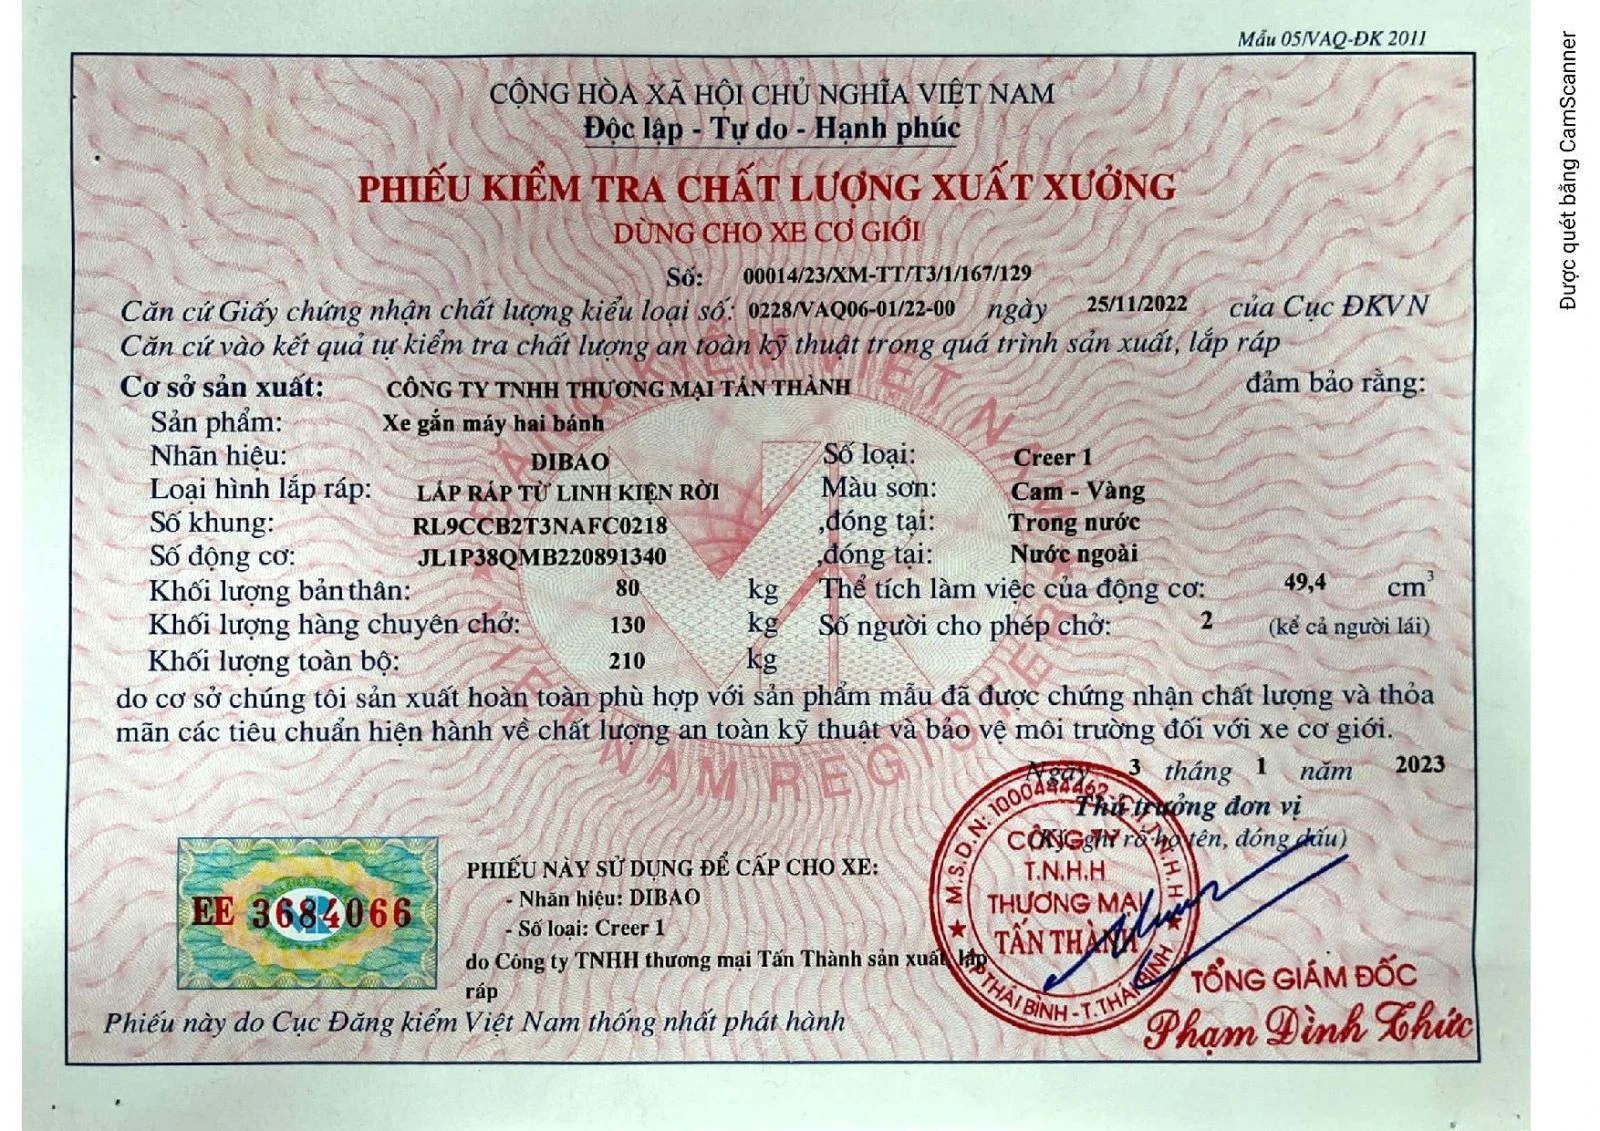 Mẫu 05/VAQ-ĐK 2011
CỘNG HÒA XÃ HỘI CHỦ NGHĨA VIỆT NAM
Độc lập - Tự do - Hạnh phúc
PHIẾU KIỂM TRA CHẤT LƯỢNG XUẤT XƯỞNG
DÙNG CHO XE CƠ GIỚI
Số: 00014/23/XM-TT/T3/1/167/129
Căn cứ Giấy chứng nhận chất lượng kiểu loại số: 0228/VAQ06-01/22-00 ngày 25/11/2022 của Cục ĐKVN
Căn cứ vào kết quả tự kiểm tra chất lượng an toàn kỹ thuật trong quá trình sản xuất, lắp ráp
Cơ sở sản xuất: CÔNG TY TNHH THƯƠNG MẠI TẤN THÀNH đảm bảo rằng:
Sản phẩm: Xe gắn máy hai bánh
Nhãn hiệu: DIBAO Số loại: Creer 1
Loại hình lắp ráp: LẮP RÁP TỪ LINH KIỆN RỜI Màu sơn: Cam - Vàng
Số khung: RL9CCB2T3NAFC0218 ,đóng tại: Trong nước
Số động cơ: JL1P38QMB220891340 ,đóng tại: Nước ngoài
Khối lượng bản thân: 80 kg Thể tích làm việc của động cơ: 49,4 cm³
Khối lượng hàng chuyên chở: 130 kg Số người cho phép chở: 2 (kể cả người lái)
Khối lượng toàn bộ: 210 kg
do cơ sở chúng tôi sản xuất hoàn toàn phù hợp với sản phẩm mẫu đã được chứng nhận chất lượng và thỏa
mãn các tiêu chuẩn hiện hành về chất lượng an toàn kỹ thuật và bảo vệ môi trường đối với xe cơ giới.
Ngày 3 tháng 1 năm 2023
Thủ trưởng đơn vị
(Ký, ghi rõ họ tên, đóng dấu)
M.S.D.N: 1000444462-C.T.T.N.H.H
CÔNG TY
T.N.H.H
THƯƠNG MẠI
TẤN THÀNH
TP THÁI BÌNH - T.THÁI BÌNH
TỔNG GIÁM ĐỐC
Phạm Đình Thức
PHIẾU NÀY SỬ DỤNG ĐỂ CẤP CHO XE:
- Nhãn hiệu: DIBAO
- Số loại: Creer 1
do Công ty TNHH thương mại Tấn Thành sản xuất, lắp
ráp
EE 3684066
Phiếu này do Cục Đăng kiểm Việt Nam thống nhất phát hành
ĐĂNG KIỂM VIỆT NAM
VIETNAM REGISTER
VR
Được quét bằng CamScanner